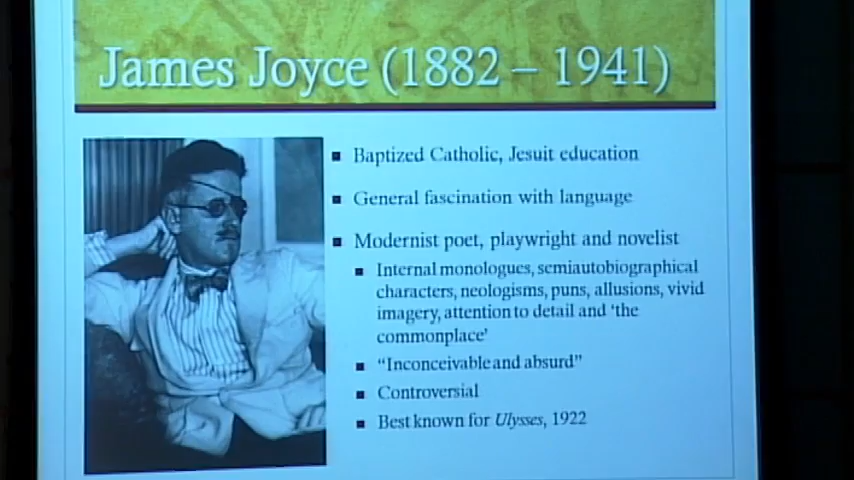 James Joyce (1882 – 1941)
Baptized Catholic, Jesuit education
General fascination with language
Modernist poet, playwright and novelist
Internal monologues, semiautobiographical
characters, neologisms, puns, allusions, vivid
imagery, attention to detail and ‘the
commonplace’
“Inconceivable and absurd”
Controversial
Best known for Ulysses, 1922